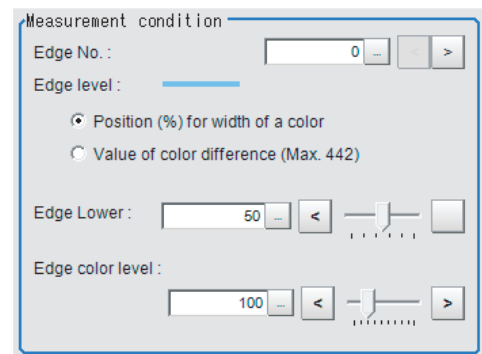 Measurement condition
Edge No. :
0 ... < >
Edge level :
Position (%) for width of a color
Value of color difference (Max. 442)
Edge Lower :
50 ... <
Edge color level :
100 ... < >